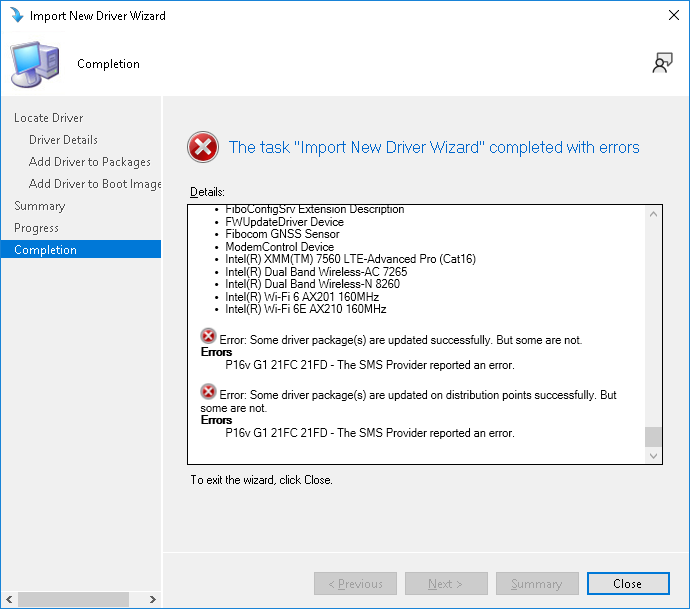 Import New Driver Wizard
Completion
Locate Driver
Driver Details
Add Driver to Packages
Add Driver to Boot Image
Summary
Progress
Completion
The task "Import New Driver Wizard" completed with errors
Details:
• FiboConfigSrv Extension Description
• FWUpdateDriver Device
• Fibocom GNSS Sensor
• ModemControl Device
• Intel(R) XMM(TM) 7560 LTE-Advanced Pro (Cat16)
• Intel(R) Dual Band Wireless-AC 7265
• Intel(R) Dual Band Wireless-N 8260
• Intel(R) Wi-Fi 6 AX201 160MHz
• Intel(R) Wi-Fi 6E AX210 160MHz
Error: Some driver package(s) are updated successfully. But some are not.
Errors
P16v G1 21FC 21FD - The SMS Provider reported an error.
Error: Some driver package(s) are updated on distribution points successfully. But
some are not.
Errors
P16v G1 21FC 21FD - The SMS Provider reported an error.
To exit the wizard, click Close.
< Previous
Next >
Summary
Close